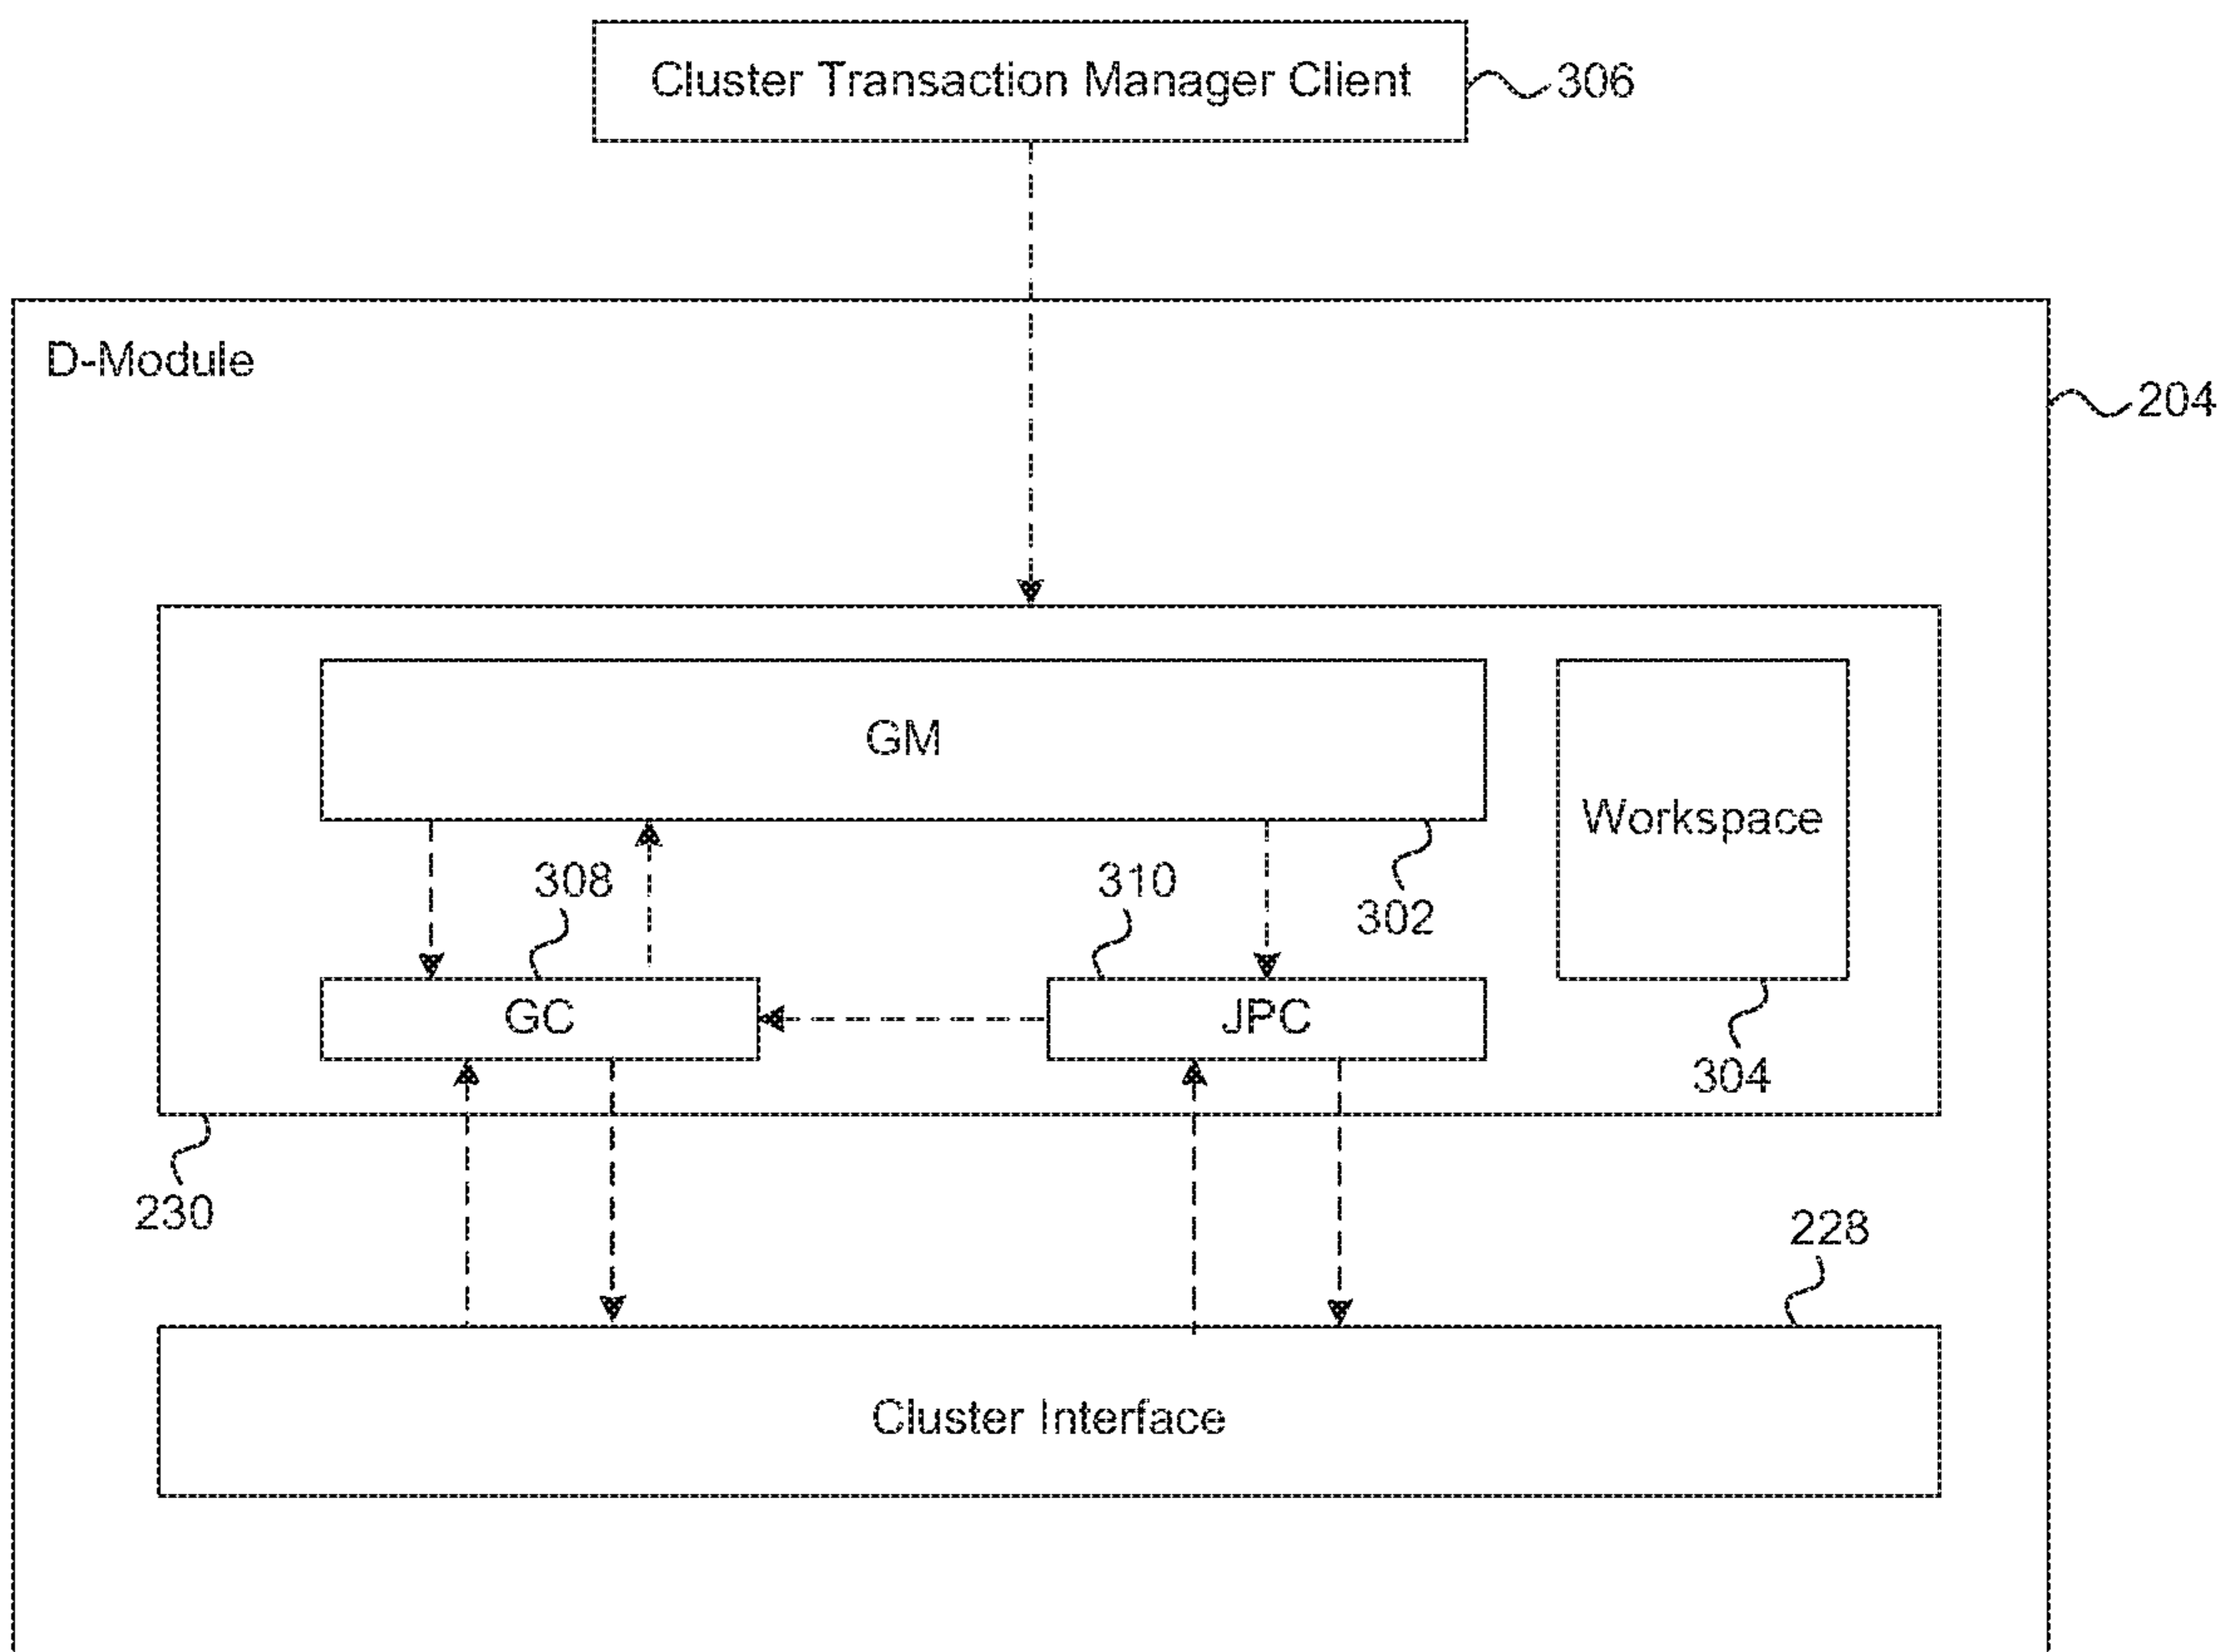 Cluster Transaction Manager Client
306
D-Module
204
GM
Workspace
308
310
302
GC
JPC
304
230
228
Cluster Interface